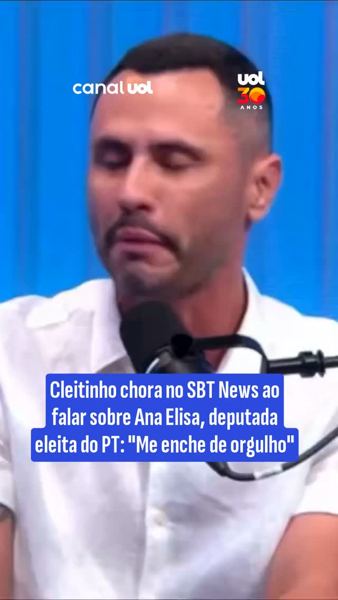 canal uol
uol
30
ANOS
Cleitinho chora no SBT News ao
falar sobre Ana Elisa, deputada
eleita do PT: "Me enche de orgulho"